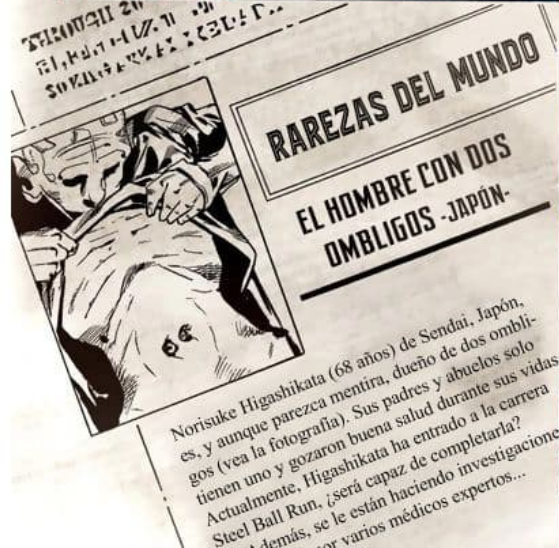 RAREZAS DEL MUNDO
EL HOMBRE CON DOS
OMBLIGOS -JAPÓN-
Norisuke Higashikata (68 años) de Sendai, Japón,
es, y aunque parezca mentira, dueño de dos ombli-
gos (vea la fotografía). Sus padres y abuelos solo
tienen uno y gozaron buena salud durante sus vidas
Actualmente, Higashikata ha entrado a la carrera
Steel Ball Run, ¿será capaz de completarla?
Además, se le están haciendo investigacione
por varios médicos expertos...